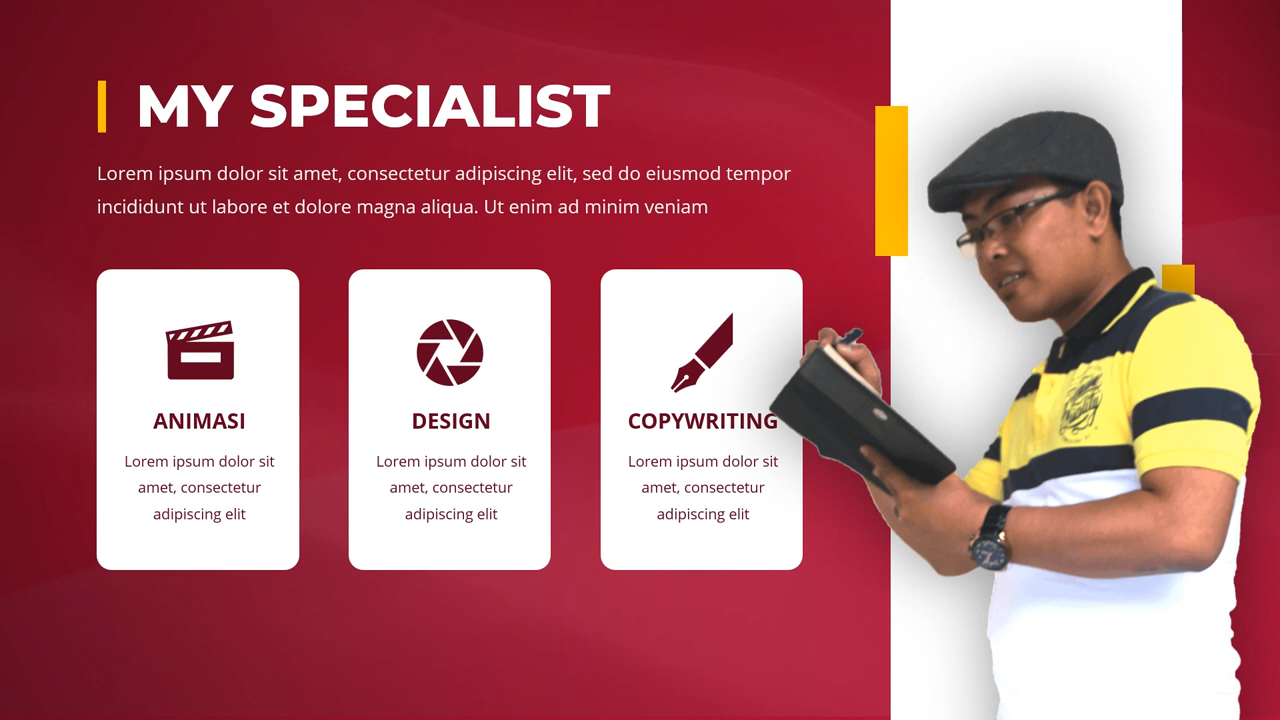 MY SPECIALIST
Lorem ipsum dolor sit amet, consectetur adipiscing elit, sed do eiusmod tempor
incididunt ut labore et dolore magna aliqua. Ut enim ad minim veniam
ANIMASI
Lorem ipsum dolor sit
amet, consectetur
adipiscing elit
DESIGN
Lorem ipsum dolor sit
amet, consectetur
adipiscing elit
COPYWRITING
Lorem ipsum dolor sit
amet, consectetur
adipiscing elit